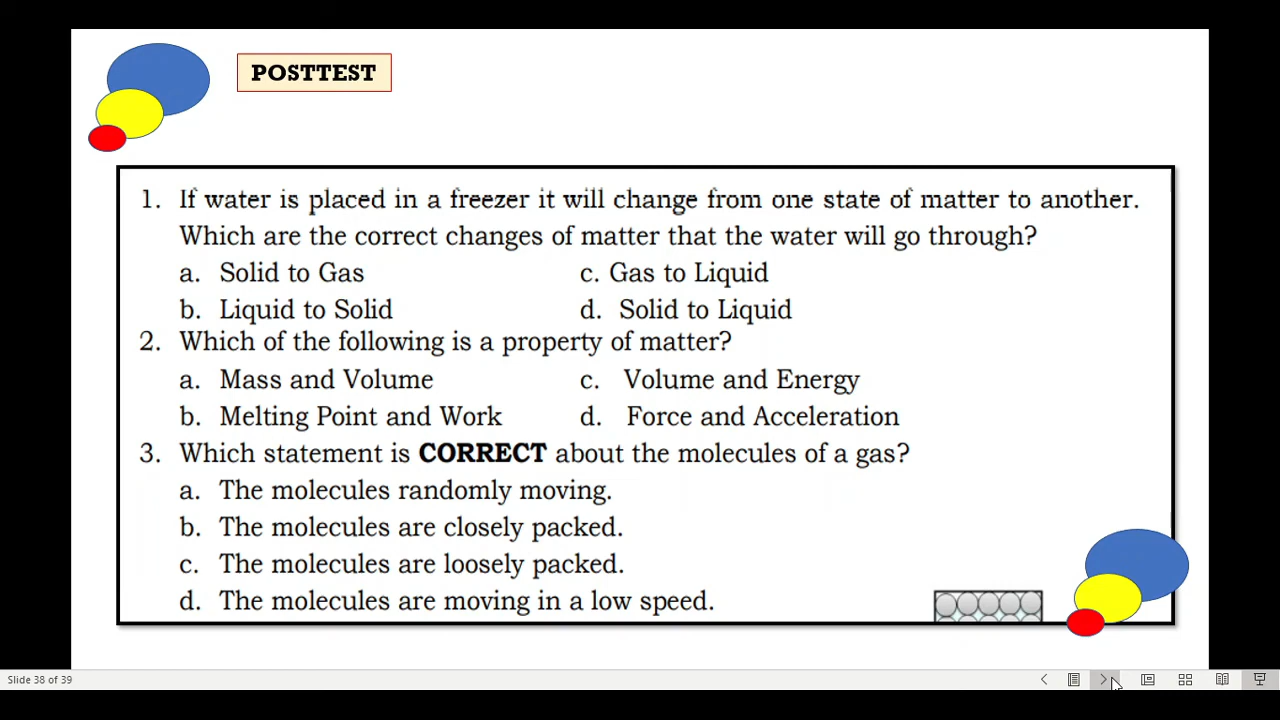 POSTTEST
1. If water is placed in a freezer it will change from one state of matter to another.
Which are the correct changes of matter that the water will go through?
a. Solid to Gas c. Gas to Liquid
b. Liquid to Solid d. Solid to Liquid
2. Which of the following is a property of matter?
a. Mass and Volume c. Volume and Energy
b. Melting Point and Work d. Force and Acceleration
3. Which statement is CORRECT about the molecules of a gas?
a. The molecules randomly moving.
b. The molecules are closely packed.
c. The molecules are loosely packed.
d. The molecules are moving in a low speed.
Slide 38 of 39